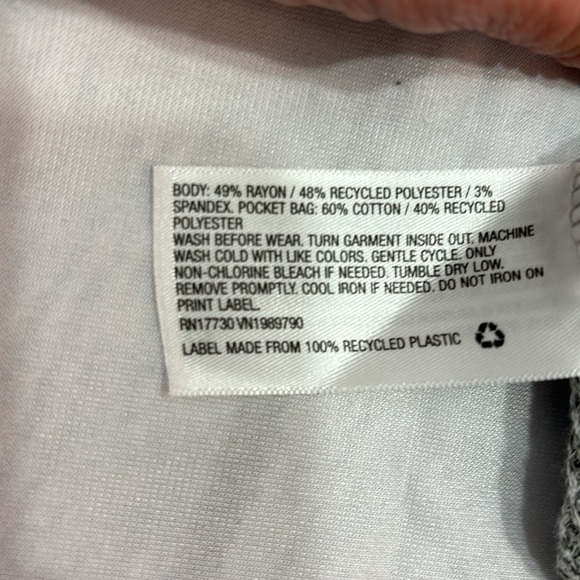 BODY: 49% RAYON / 48% RECYCLED POLYESTER / 3%
SPANDEX. POCKET BAG: 60% COTTON / 40% RECYCLED
POLYESTER
WASH BEFORE WEAR. TURN GARMENT INSIDE OUT. MACHINE
WASH COLD WITH LIKE COLORS. GENTLE CYCLE. ONLY
NON-CHLORINE BLEACH IF NEEDED. TUMBLE DRY LOW.
REMOVE PROMPTLY. COOL IRON IF NEEDED. DO NOT IRON ON
PRINT LABEL.
RN17730 VN1989790
LABEL MADE FROM 100% RECYCLED PLASTIC